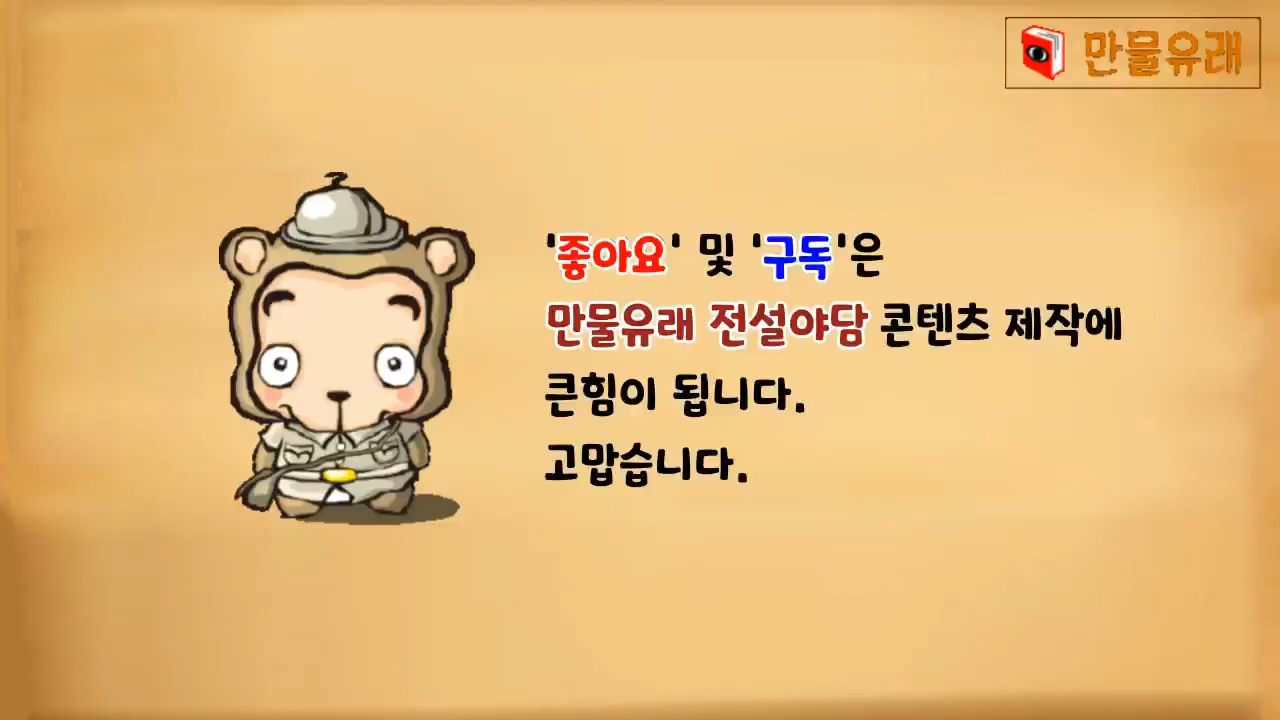 만물유래
'좋아요' 및 '구독'은
만물유래 전설야담 콘텐츠 제작에
큰힘이 됩니다.
고맙습니다.